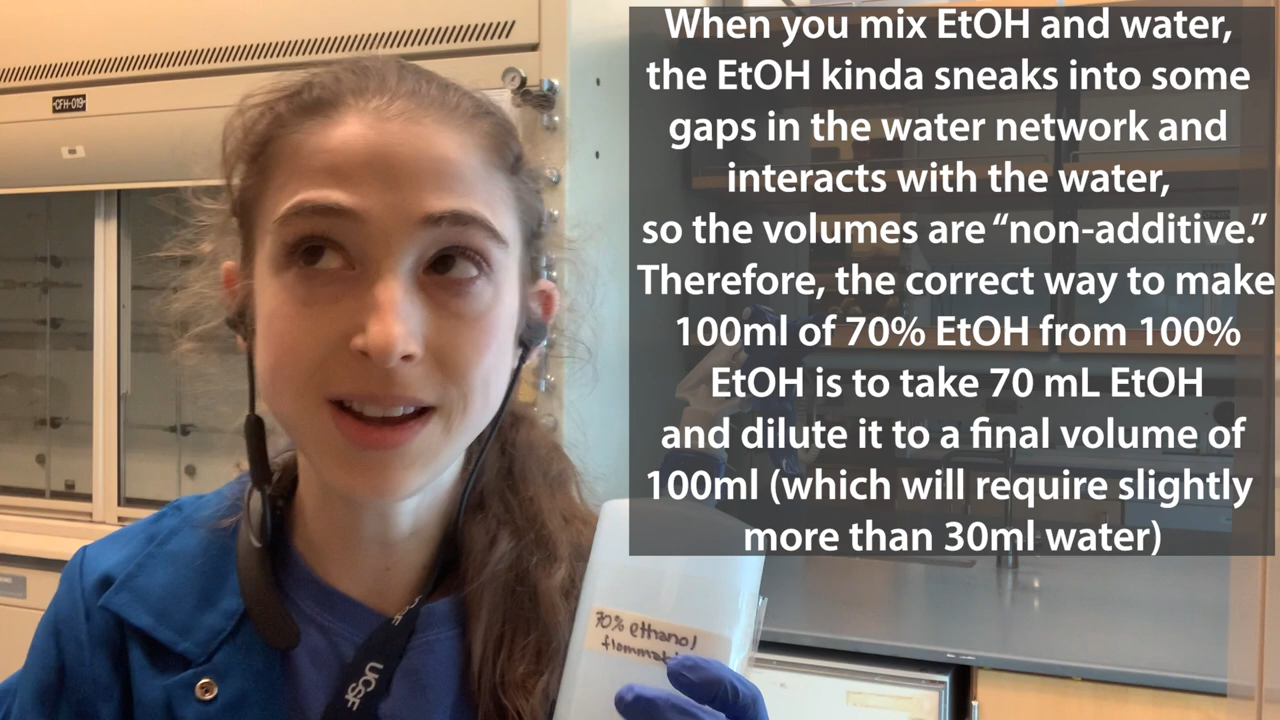 When you mix EtOH and water,
the EtOH kinda sneaks into some
gaps in the water network and
interacts with the water,
so the volumes are “non-additive.”
Therefore, the correct way to make
100ml of 70% EtOH from 100%
EtOH is to take 70 mL EtOH
and dilute it to a final volume of
100ml (which will require slightly
more than 30ml water)
CFH-019
70% ethanol
UCSF